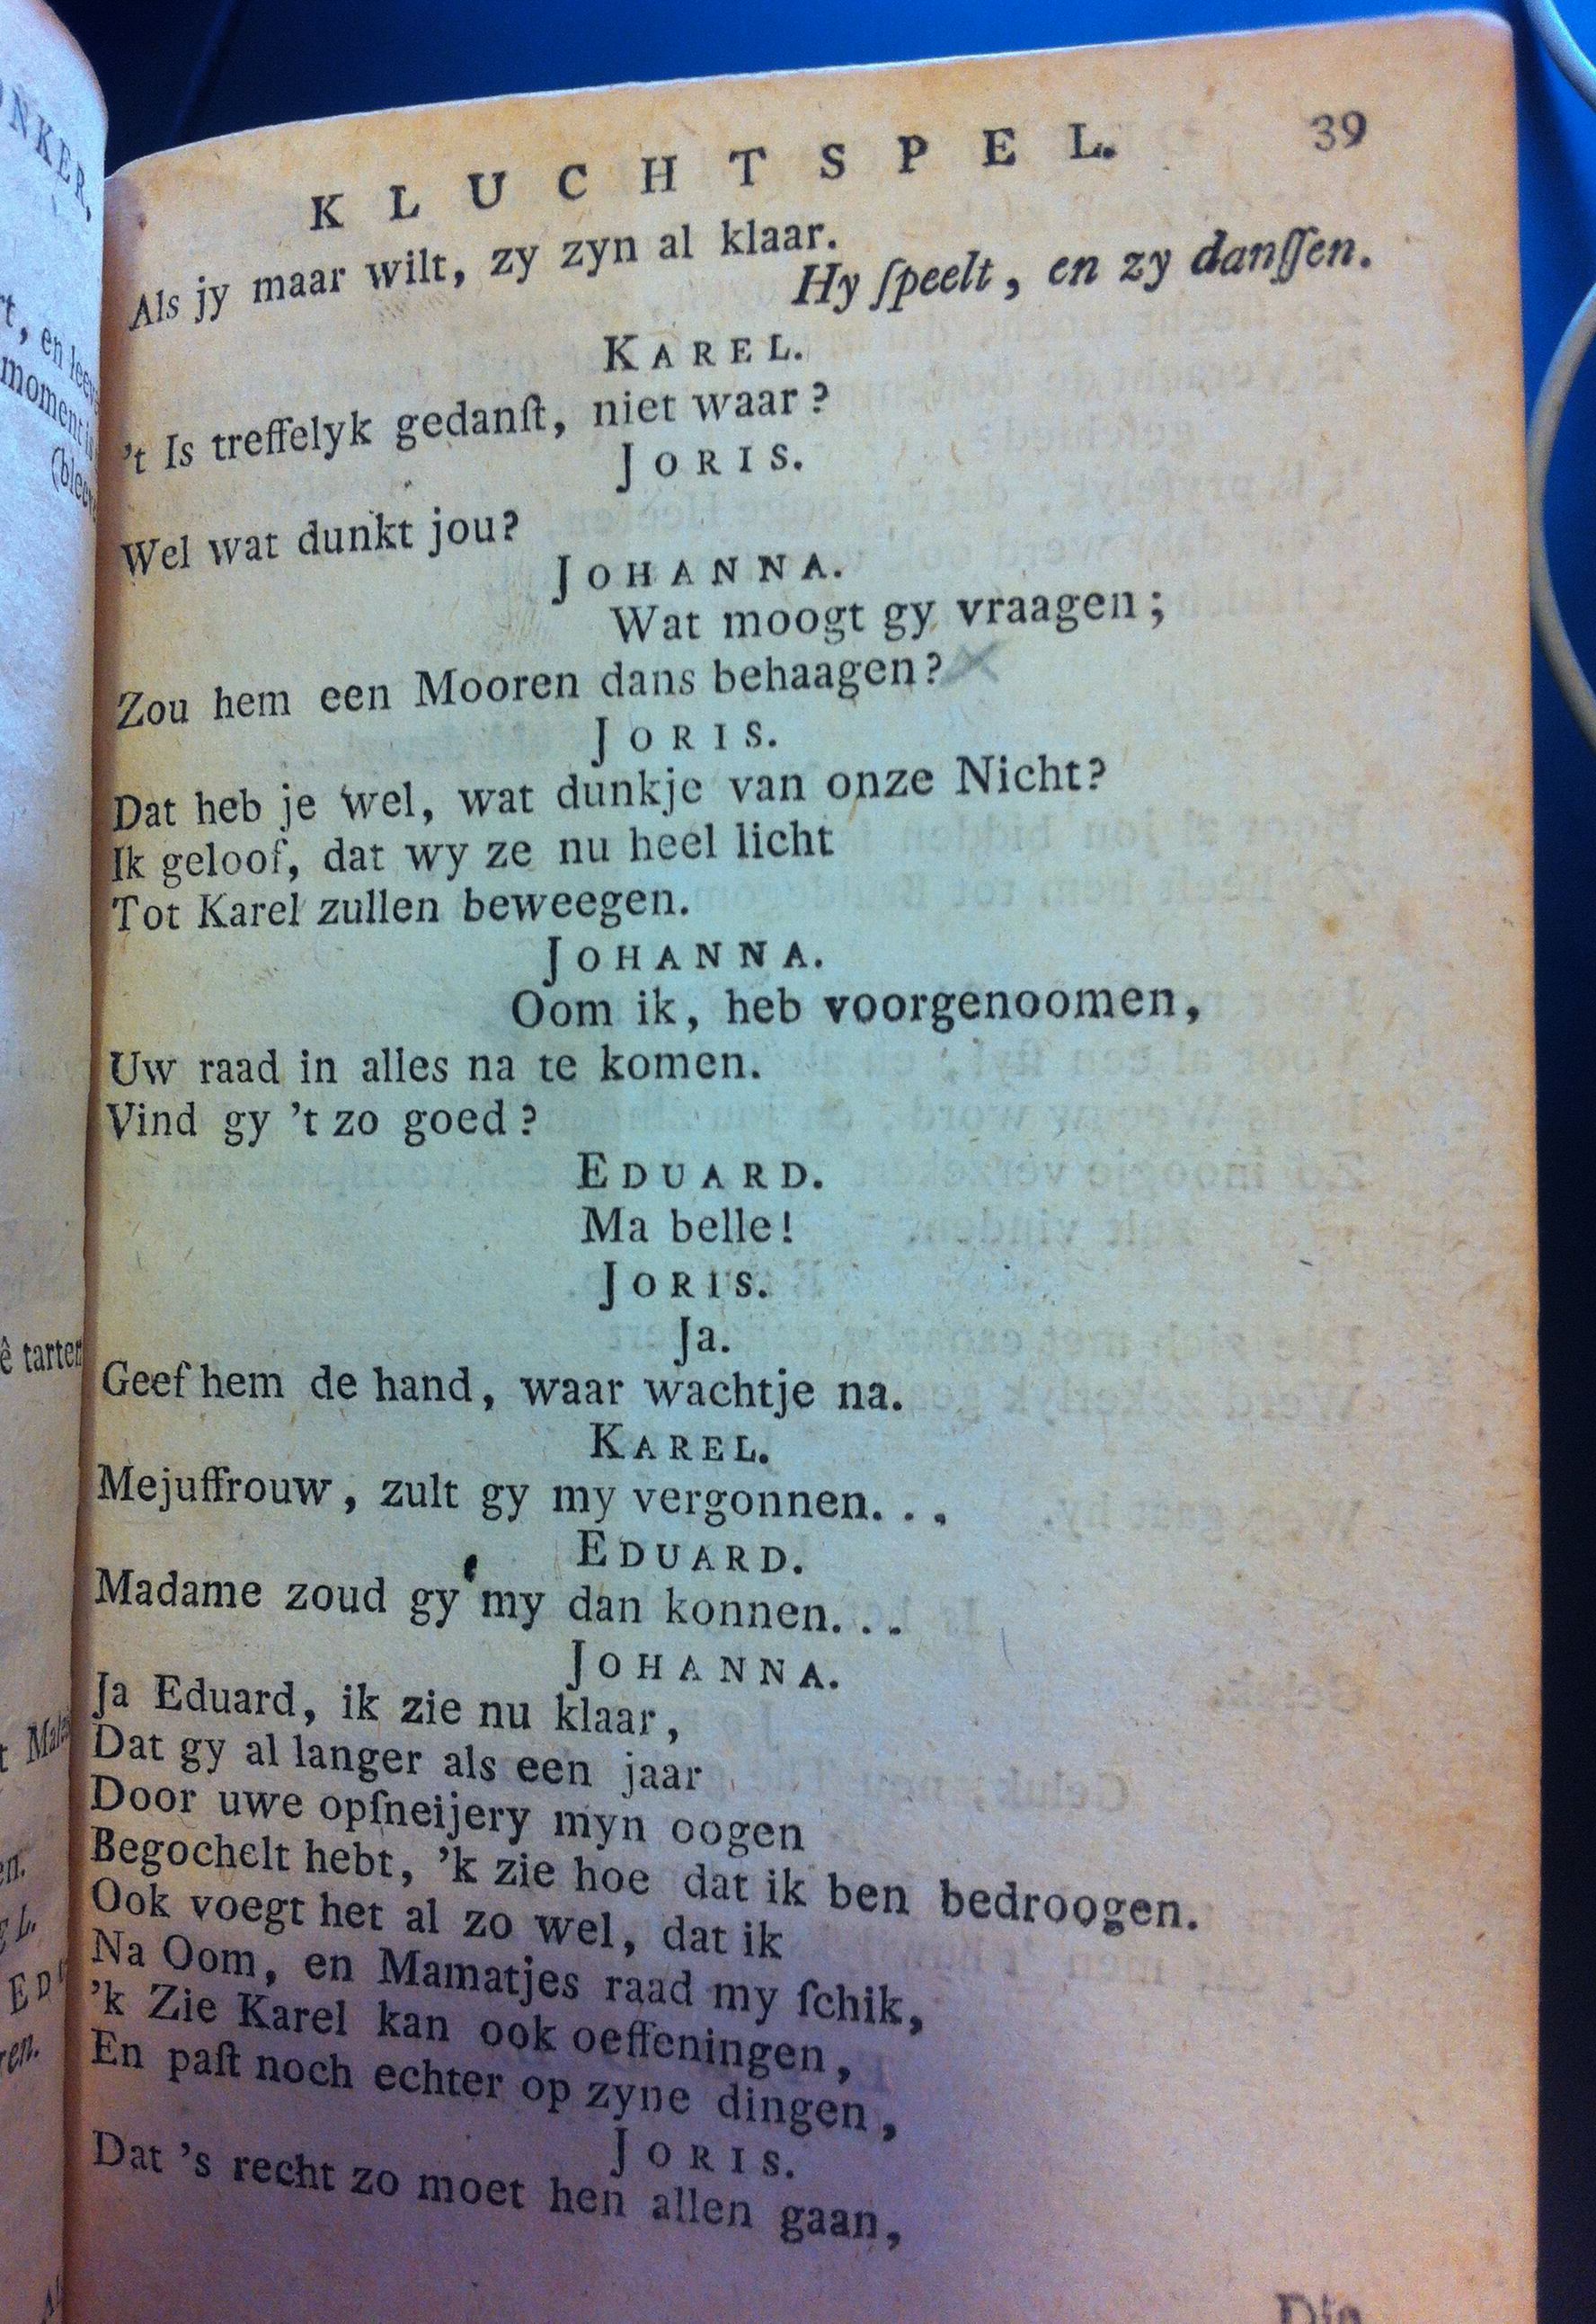 KLUCHTSPEL. 39
Als jy maar wilt, zy zyn al klaar.
Hy ſpeelt, en zy danſſen.
KAREL.
't Is treffelyk gedanſt, niet waar?
JORIS.
Wel wat dunkt jou?
JOHANNA.
Wat moogt gy vraagen;
Zou hem een Mooren dans behaagen?
JORIS.
Dat heb je wel, wat dunkje van onze Nicht?
Ik geloof, dat wy ze nu heel licht
Tot Karel zullen beweegen.
JOHANNA.
Oom ik, heb voorgenoomen,
Uw raad in alles na te komen.
Vind gy 't zo goed?
EDUARD.
Ma belle!
JORIS.
Ja.
Geef hem de hand, waar wachtje na.
KAREL.
Mejuffrouw, zult gy my vergonnen...
EDUARD.
Madame zoud gy my dan konnen...
JOHANNA.
Ja Eduard, ik zie nu klaar,
Dat gy al langer als een jaar
Door uwe opſneijery myn oogen
Begochelt hebt, 'k zie hoe dat ik ben bedroogen.
Ook voegt het al zo wel, dat ik
Na Oom, en Mamatjes raad my ſchik,
'k Zie Karel kan ook oeffeningen,
En paſt noch echter op zyne dingen,
JORIS.
Dat 's recht zo moet hen allen gaan,
Die